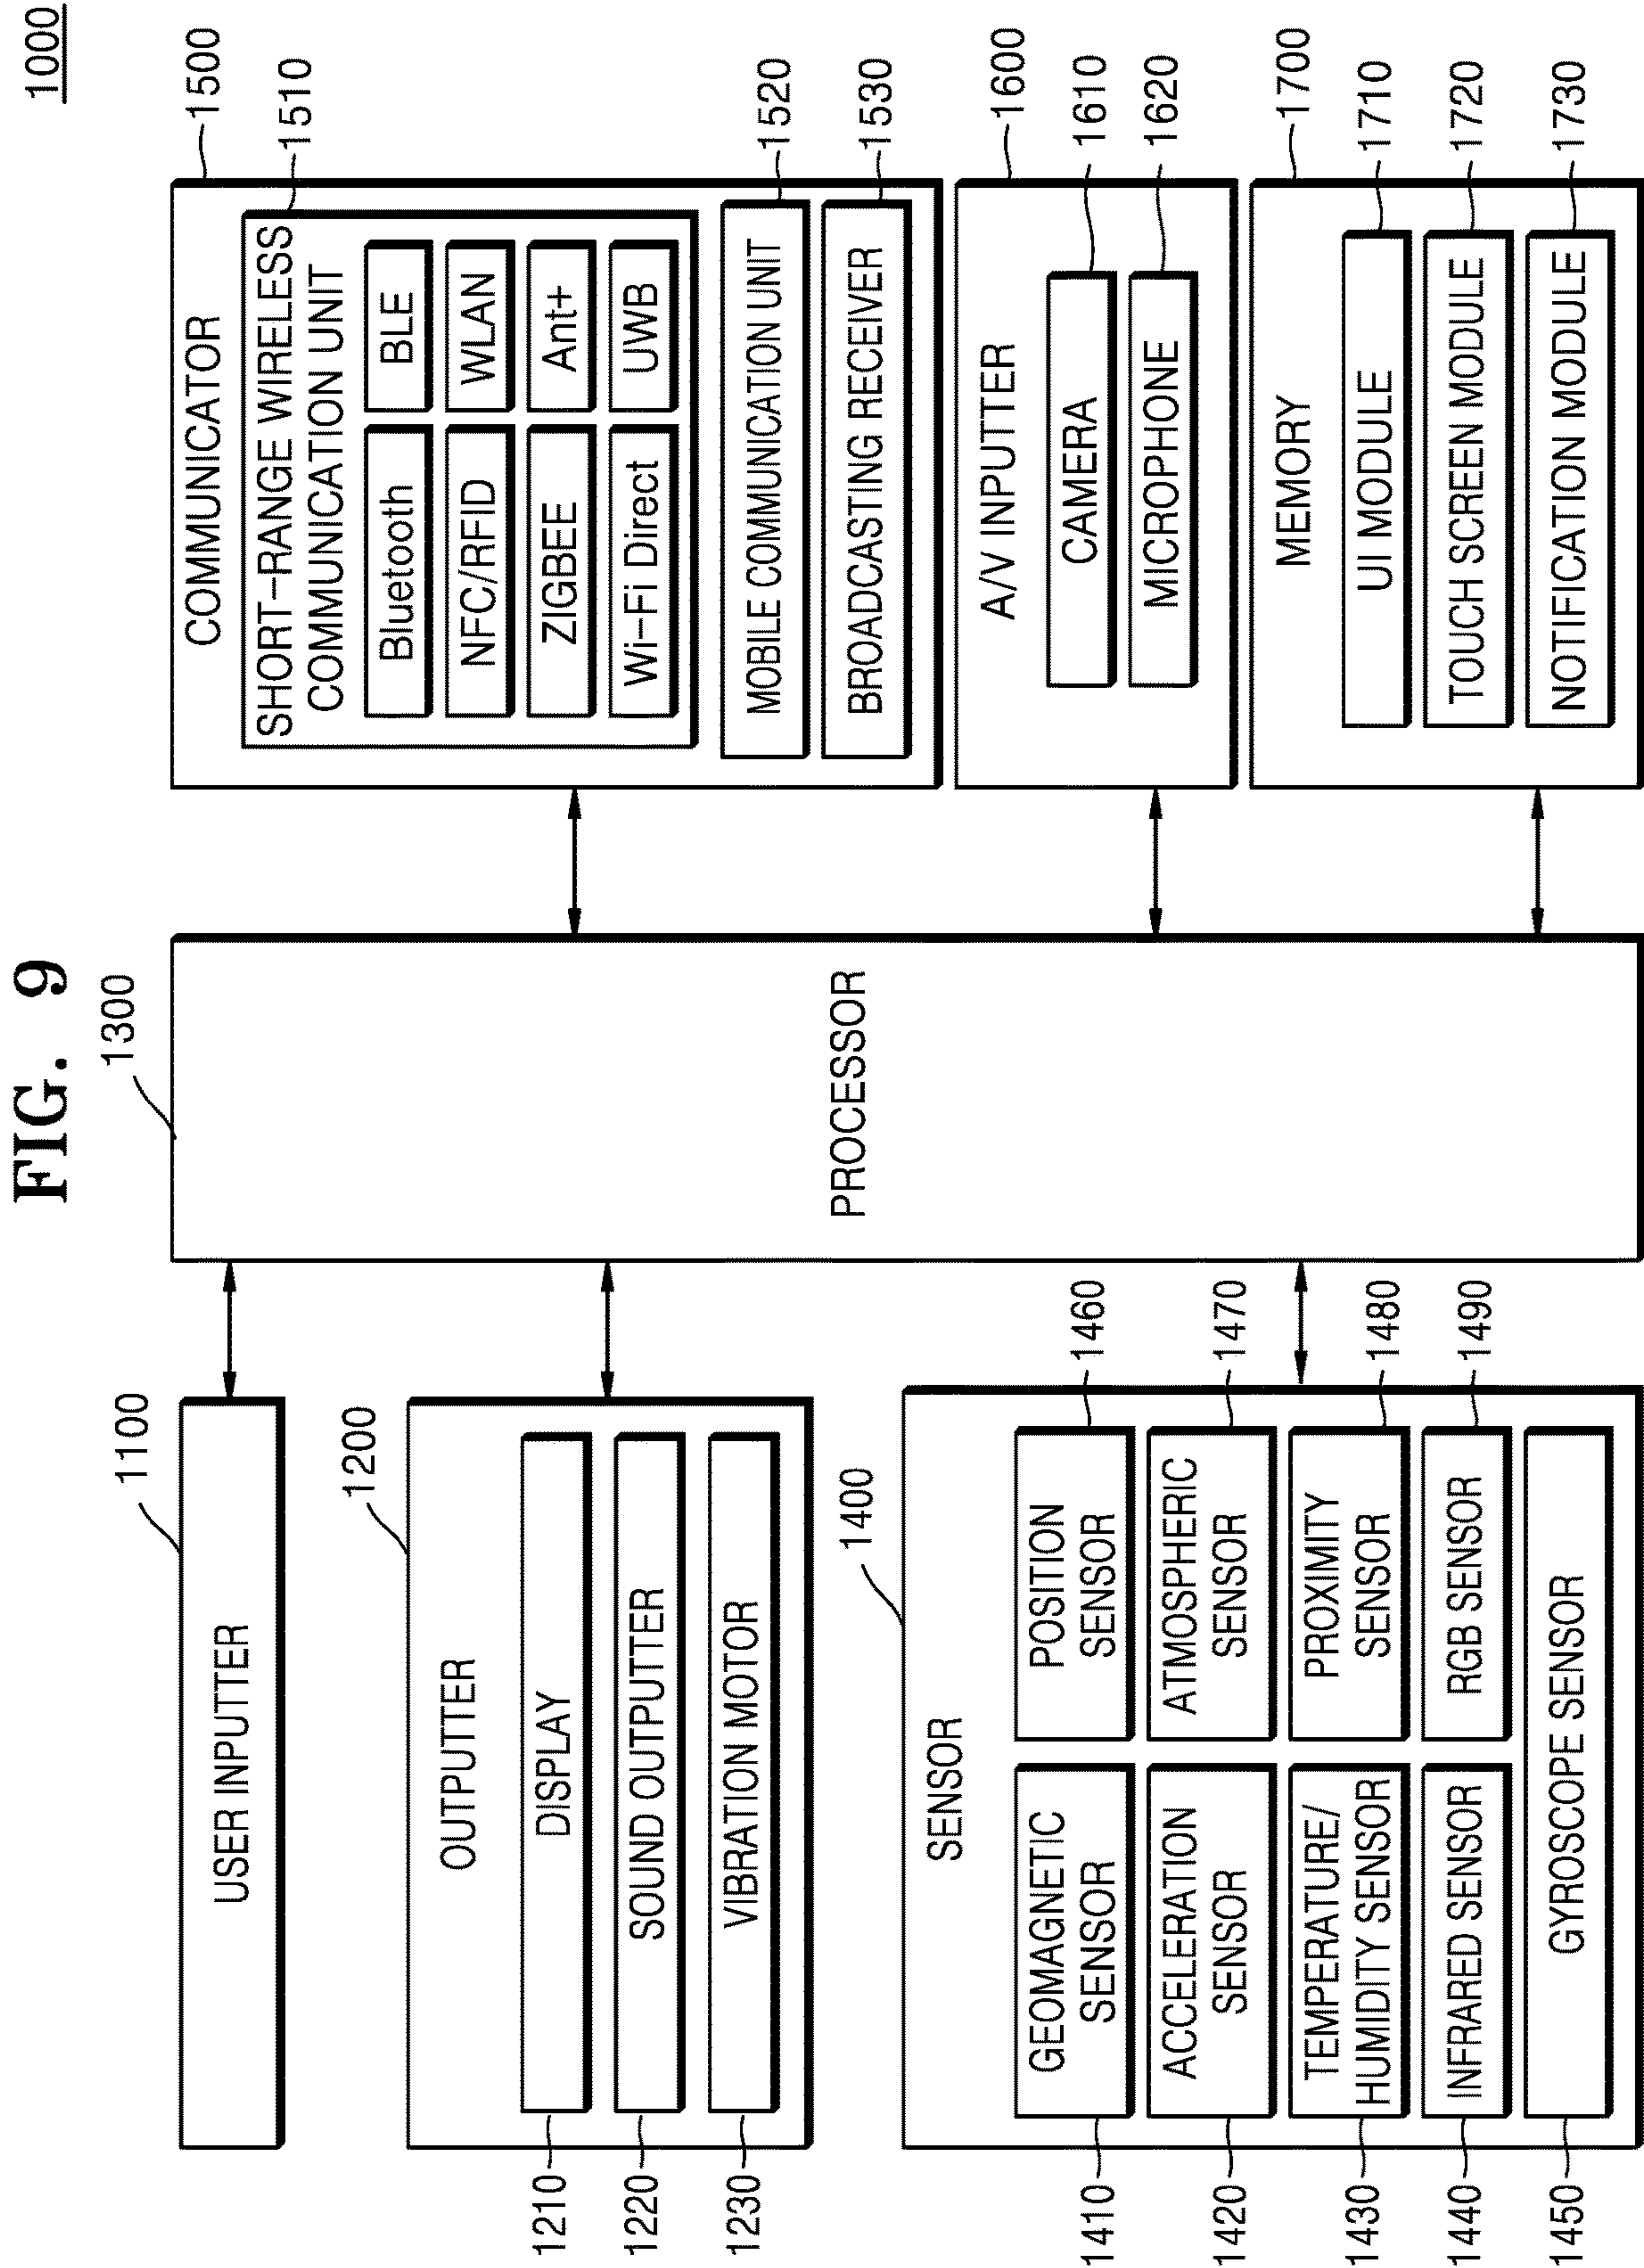 FIG. 9
1000
1100
USER INPUTTER
1200
OUTPUTTER
1210
DISPLAY
1220
SOUND OUTPUTTER
1230
VIBRATION MOTOR
1400
SENSOR
1410
GEOMAGNETIC
SENSOR
POSITION
SENSOR
1460
1420
ACCELERATION
SENSOR
ATMOSPHERIC
SENSOR
1470
1430
TEMPERATURE/
HUMIDITY SENSOR
PROXIMITY
SENSOR
1480
1440
INFRARED SENSOR
RGB SENSOR
1490
1450
GYROSCOPE SENSOR
1300
PROCESSOR
1500
COMMUNICATOR
1510
SHORT-RANGE WIRELESS
COMMUNICATION UNIT
Bluetooth
BLE
NFC/RFID
WLAN
ZIGBEE
Ant+
Wi-Fi Direct
UWB
MOBILE COMMUNICATION UNIT
1520
BROADCASTING RECEIVER
1530
1600
A/V INPUTTER
CAMERA
1610
MICROPHONE
1620
1700
MEMORY
UI MODULE
1710
TOUCH SCREEN MODULE
1720
NOTIFICATION MODULE
1730